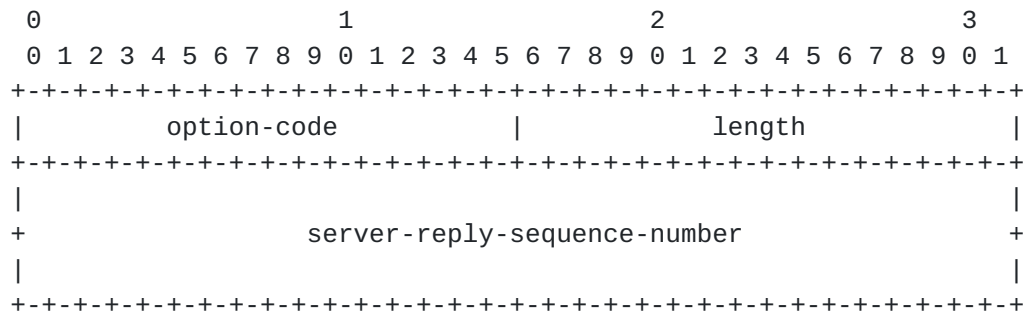 0                   1                   2                   3
 0 1 2 3 4 5 6 7 8 9 0 1 2 3 4 5 6 7 8 9 0 1 2 3 4 5 6 7 8 9 0 1
+-+-+-+-+-+-+-+-+-+-+-+-+-+-+-+-+-+-+-+-+-+-+-+-+-+-+-+-+-+-+-+-+
|         option-code           |            length             |
+-+-+-+-+-+-+-+-+-+-+-+-+-+-+-+-+-+-+-+-+-+-+-+-+-+-+-+-+-+-+-+-+
|                                                               |
+                  server-reply-sequence-number                 +
|                                                               |
+-+-+-+-+-+-+-+-+-+-+-+-+-+-+-+-+-+-+-+-+-+-+-+-+-+-+-+-+-+-+-+-+